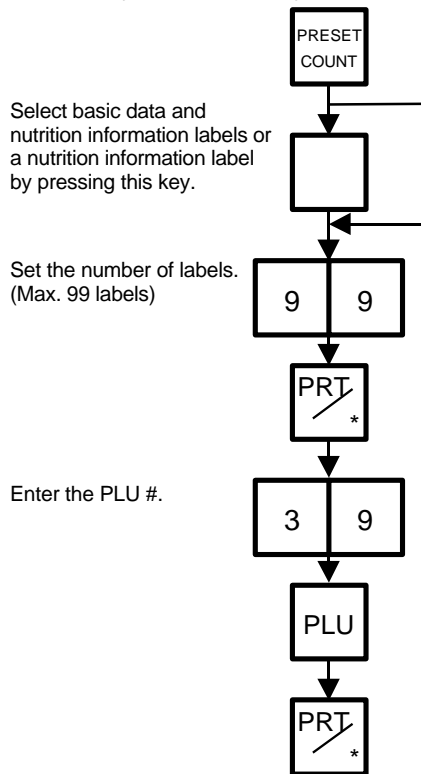 PRESET
COUNT
Select basic data and
nutrition information labels or
a nutrition information label
by pressing this key.
Set the number of labels.
(Max. 99 labels)
9 9
PRT/*
Enter the PLU #.
3 9
PLU
PRT/*